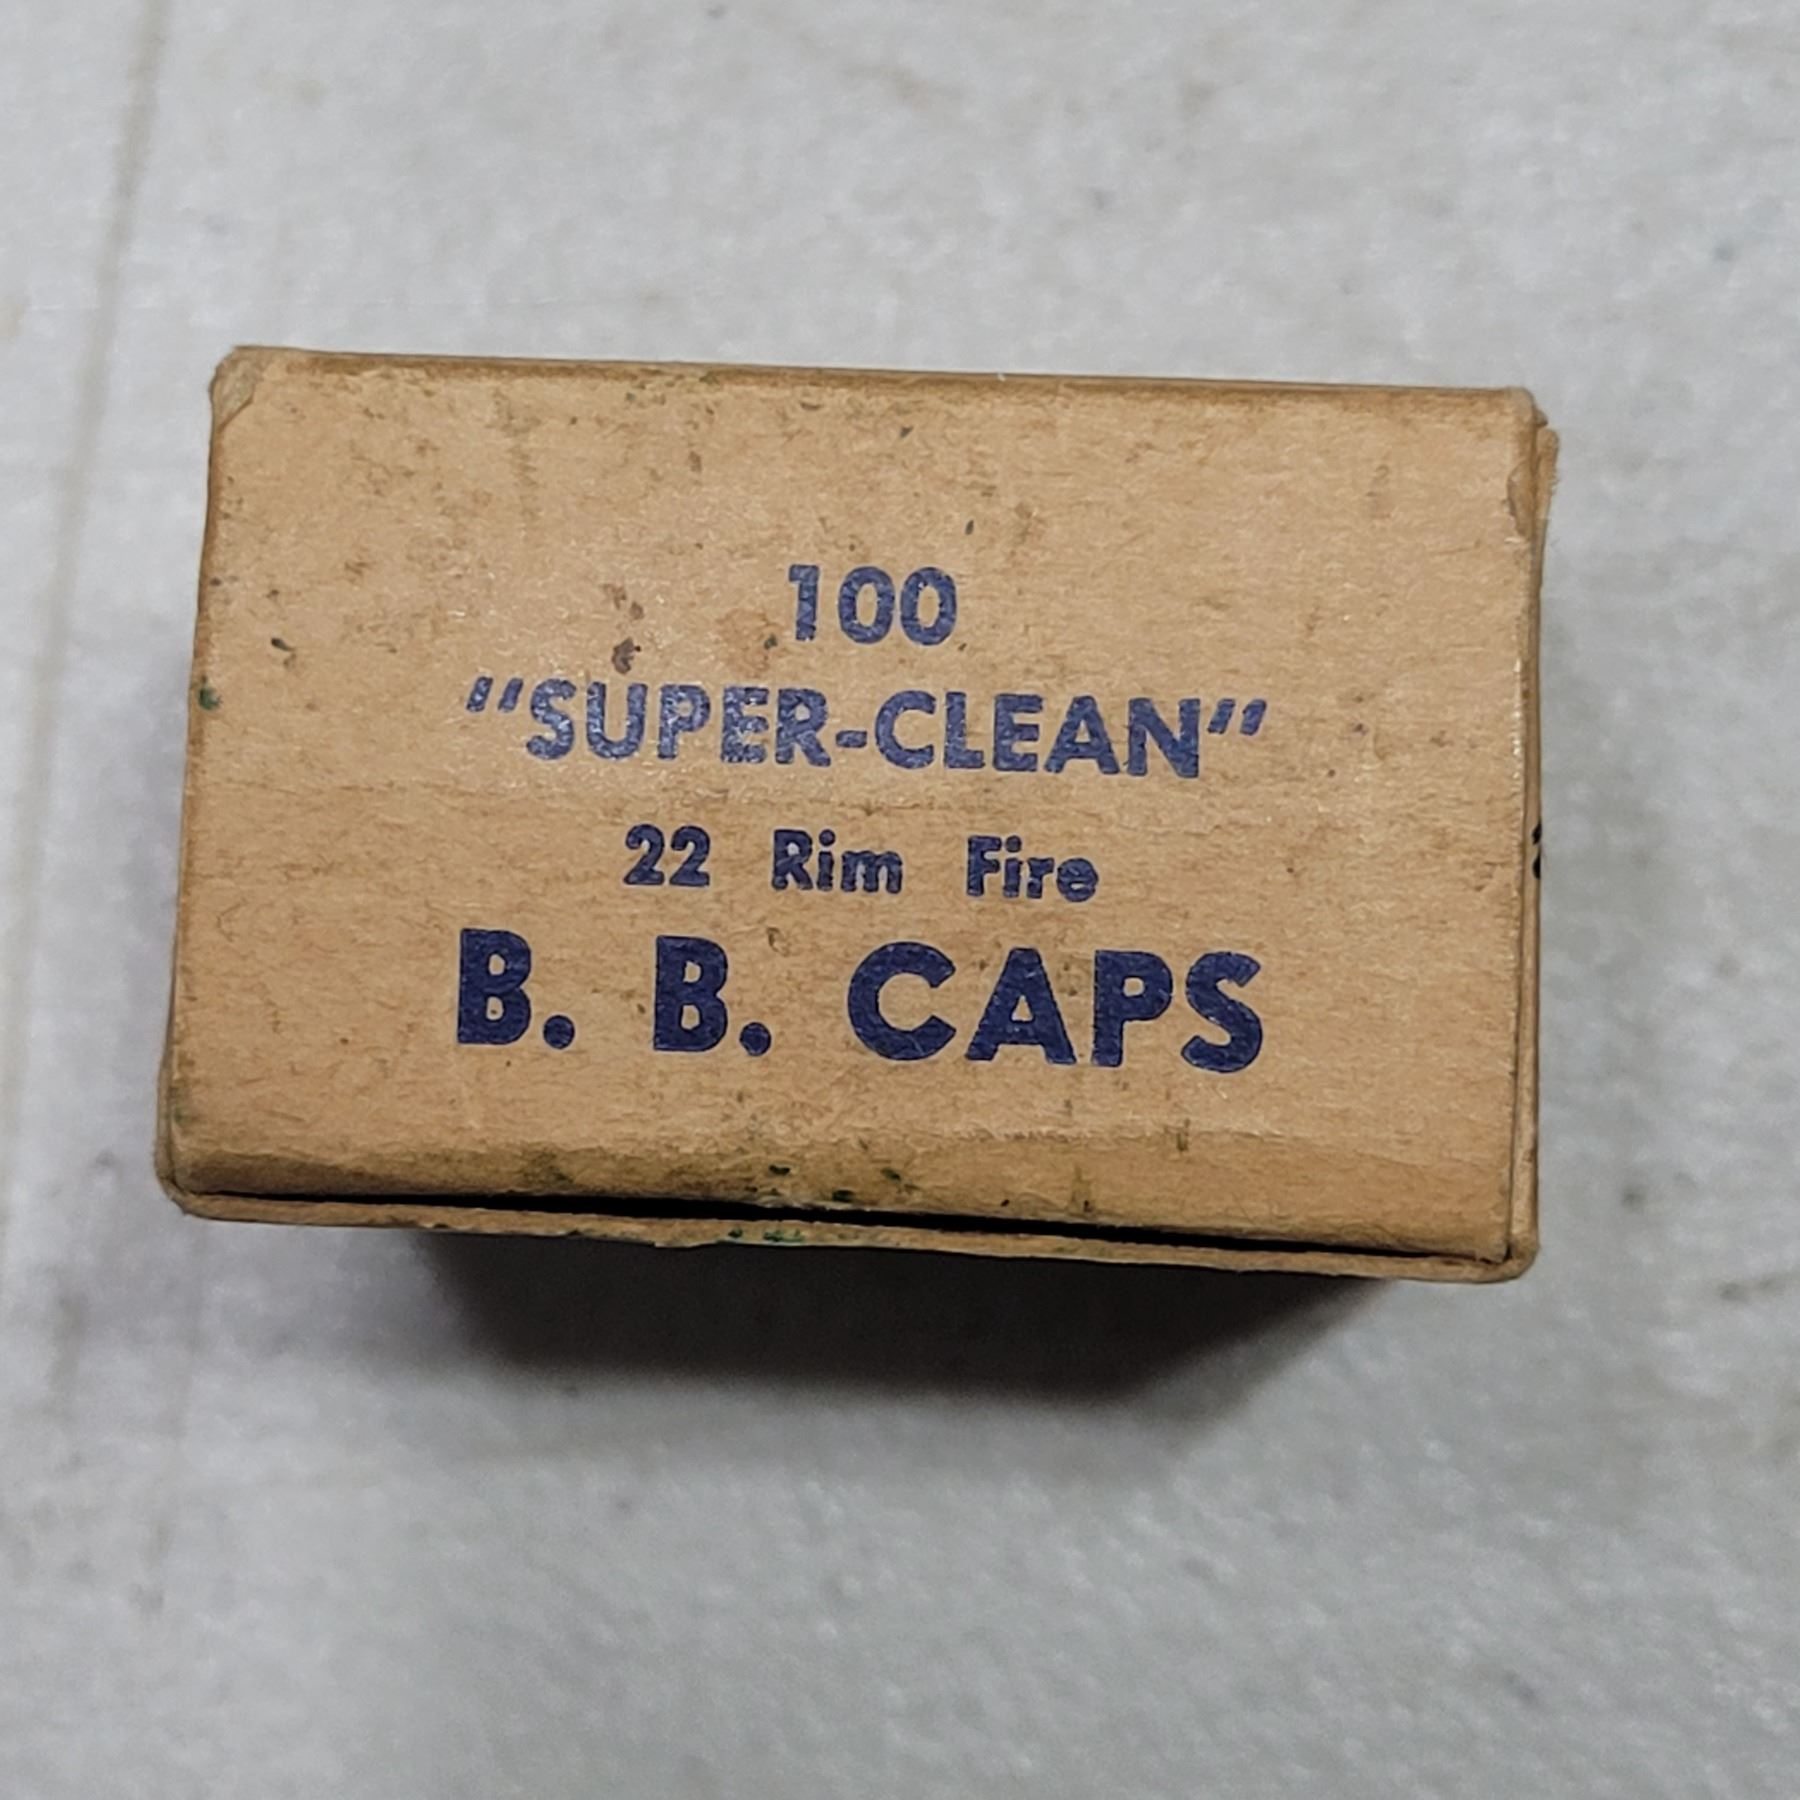 100
"SUPER-CLEAN"
22 Rim Fire
B. B. CAPS